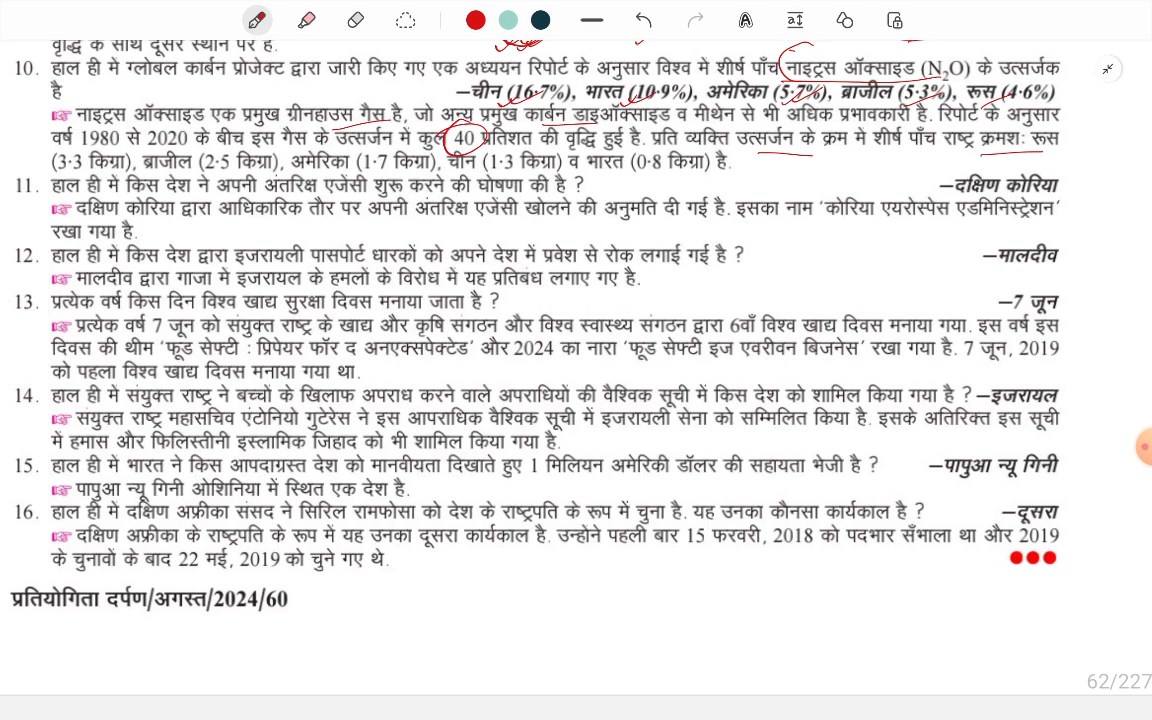 वृद्धि के साथ दूसरे स्थान पर है.
10. हाल ही में ग्लोबल कार्बन प्रोजेक्ट द्वारा जारी किए गए एक अध्ययन रिपोर्ट के अनुसार विश्व में शीर्ष पाँच नाइट्रस ऑक्साइड (N₂O) के उत्सर्जक
है –चीन (16·7%), भारत (10·9%), अमेरिका (5·7%), ब्राजील (5·3%), रूस (4·6%)
☞ नाइट्रस ऑक्साइड एक प्रमुख ग्रीनहाउस गैस है, जो अन्य प्रमुख कार्बन डाइऑक्साइड व मीथेन से भी अधिक प्रभावकारी है. रिपोर्ट के अनुसार
वर्ष 1980 से 2020 के बीच इस गैस के उत्सर्जन में कुल 40 प्रतिशत की वृद्धि हुई है. प्रति व्यक्ति उत्सर्जन के क्रम में शीर्ष पाँच राष्ट्र क्रमशः रूस
(3·3 किग्रा), ब्राजील (2·5 किग्रा), अमेरिका (1·7 किग्रा), चीन (1·3 किग्रा) व भारत (0·8 किग्रा) है.
11. हाल ही में किस देश ने अपनी अंतरिक्ष एजेंसी शुरू करने की घोषणा की है ? –दक्षिण कोरिया
☞ दक्षिण कोरिया द्वारा आधिकारिक तौर पर अपनी अंतरिक्ष एजेंसी खोलने की अनुमति दी गई है. इसका नाम ‘कोरिया एयरोस्पेस एडमिनिस्ट्रेशन’
रखा गया है.
12. हाल ही में किस देश द्वारा इजरायली पासपोर्ट धारकों को अपने देश में प्रवेश से रोक लगाई गई है ? –मालदीव
☞ मालदीव द्वारा गाजा में इजरायल के हमलों के विरोध में यह प्रतिबंध लगाए गए है.
13. प्रत्येक वर्ष किस दिन विश्व खाद्य सुरक्षा दिवस मनाया जाता है ? –7 जून
☞ प्रत्येक वर्ष 7 जून को संयुक्त राष्ट्र के खाद्य और कृषि संगठन और विश्व स्वास्थ्य संगठन द्वारा 6वाँ विश्व खाद्य दिवस मनाया गया. इस वर्ष इस
दिवस की थीम ‘फूड सेफ्टी : प्रिपेयर फॉर द अनएक्सपेक्टेड’ और 2024 का नारा ‘फूड सेफ्टी इज एवरीवन बिजनेस’ रखा गया है. 7 जून, 2019
को पहला विश्व खाद्य दिवस मनाया गया था.
14. हाल ही में संयुक्त राष्ट्र ने बच्चों के खिलाफ अपराध करने वाले अपराधियों की वैश्विक सूची में किस देश को शामिल किया गया है ? –इजरायल
☞ संयुक्त राष्ट्र महासचिव एंटोनियो गुटेरेस ने इस आपराधिक वैश्विक सूची में इजरायली सेना को सम्मिलित किया है. इसके अतिरिक्त इस सूची
में हमास और फिलिस्तीनी इस्लामिक जिहाद को भी शामिल किया गया है.
15. हाल ही में भारत ने किस आपदाग्रस्त देश को मानवीयता दिखाते हुए 1 मिलियन अमेरिकी डॉलर की सहायता भेजी है ? –पापुआ न्यू गिनी
☞ पापुआ न्यू गिनी ओशिनिया में स्थित एक देश है.
16. हाल ही में दक्षिण अफ्रीका संसद ने सिरिल रामफोसा को देश के राष्ट्रपति के रूप में चुना है. यह उनका कौनसा कार्यकाल है ? –दूसरा
☞ दक्षिण अफ्रीका के राष्ट्रपति के रूप में यह उनका दूसरा कार्यकाल है. उन्होंने पहली बार 15 फरवरी, 2018 को पदभार सँभाला था और 2019
के चुनावों के बाद 22 मई, 2019 को चुने गए थे.
प्रतियोगिता दर्पण/अगस्त/2024/60
62/227